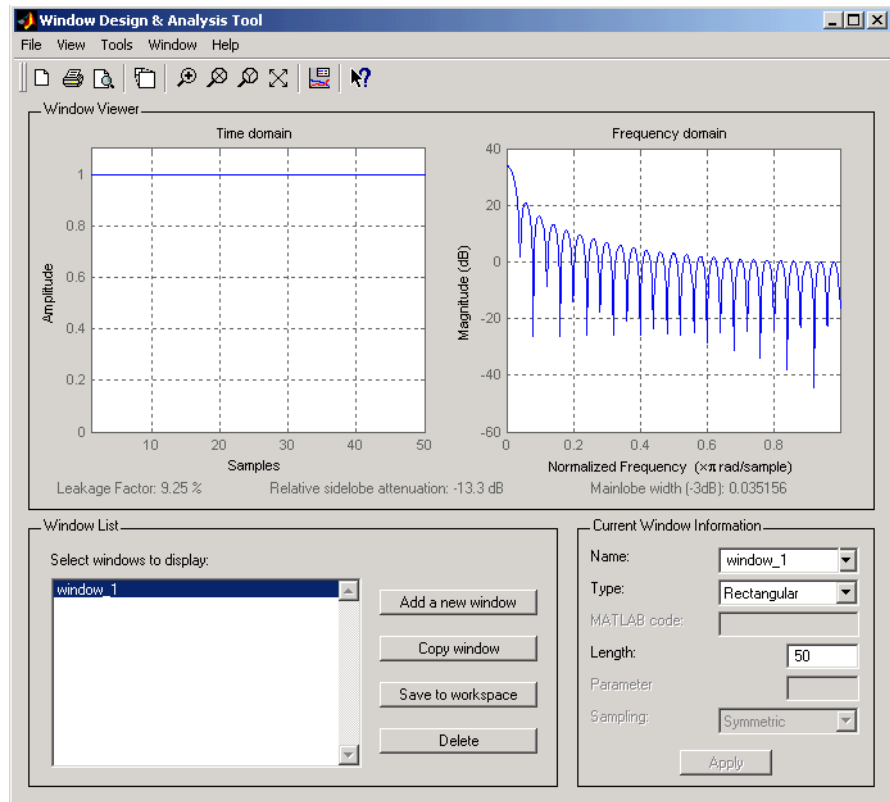 Window Design & Analysis Tool
File View Tools Window Help
Window Viewer
Time domain
1
0.8
0.6
0.4
0.2
0
10 20 30 40 50
Amplitude
Samples
Frequency domain
40
20
0
-20
-40
-60
0 0.2 0.4 0.6 0.8
Magnitude (dB)
Normalized Frequency (×π rad/sample)
Leakage Factor: 9.25 % Relative sidelobe attenuation: -13.3 dB Mainlobe width (-3dB): 0.035156
Window List
Select windows to display:
window_1
Add a new window
Copy window
Save to workspace
Delete
Current Window Information
Name: window_1
Type: Rectangular
MATLAB code:
Length: 50
Parameter
Sampling: Symmetric
Apply